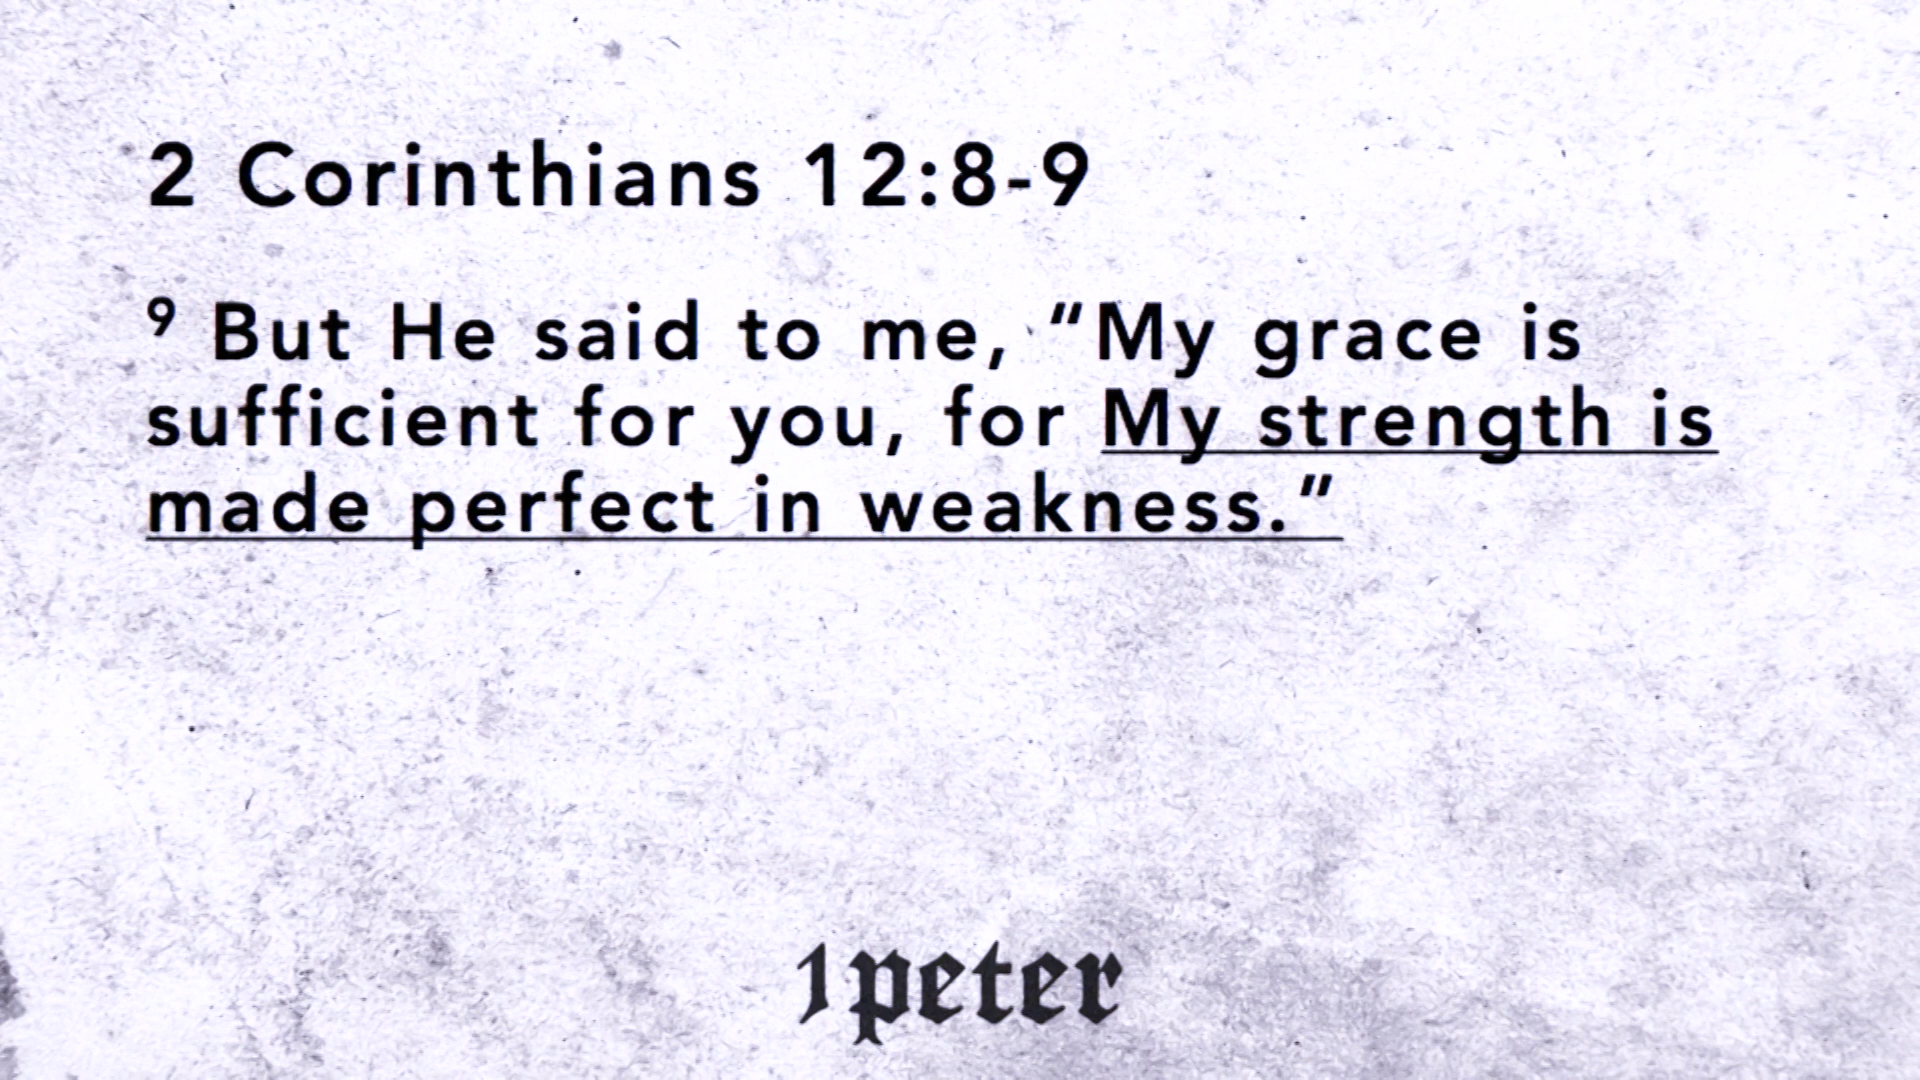 2 Corinthians 12:8-9
⁹ But He said to me, “My grace is
sufficient for you, for My strength is
made perfect in weakness.”
1peter